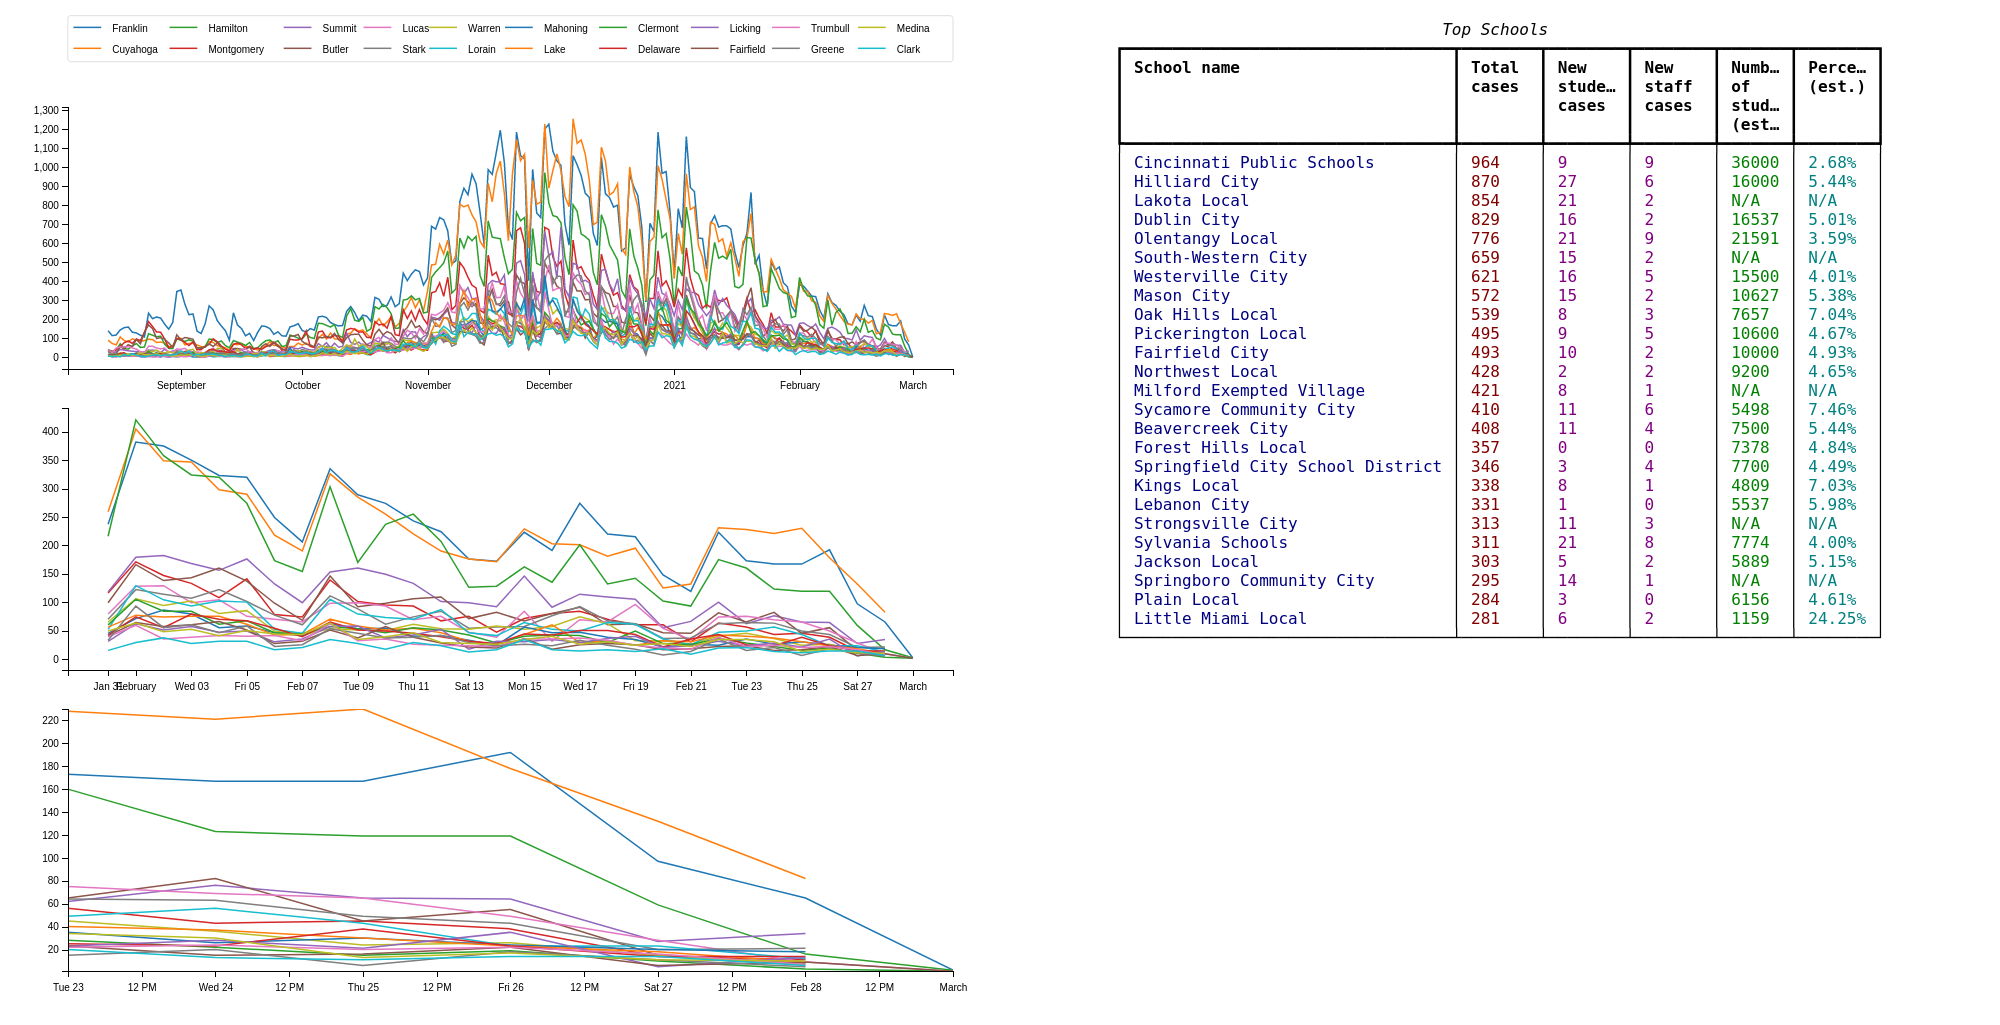 Franklin Hamilton Summit Lucas Warren Mahoning Clermont Licking Trumbull Medina
Cuyahoga Montgomery Butler Stark Lorain Lake Delaware Fairfield Greene Clark
1,300
1,200
1,100
1,000
900
800
700
600
500
400
300
200
100
0
September October November December 2021 February March
400
350
300
250
200
150
100
50
0
Jan 31 February Wed 03 Fri 05 Feb 07 Tue 09 Thu 11 Sat 13 Mon 15 Wed 17 Fri 19 Feb 21 Tue 23 Thu 25 Sat 27 March
220
200
180
160
140
120
100
80
60
40
20
Tue 23 12 PM Wed 24 12 PM Thu 25 12 PM Fri 26 12 PM Sat 27 12 PM Feb 28 12 PM March
Top Schools
School name Total New New Numb… Perce…
cases stude… staff of (est.)
cases cases stud…
(est…
Cincinnati Public Schools 964 9 9 36000 2.68%
Hilliard City 870 27 6 16000 5.44%
Lakota Local 854 21 2 N/A N/A
Dublin City 829 16 2 16537 5.01%
Olentangy Local 776 21 9 21591 3.59%
South-Western City 659 15 2 N/A N/A
Westerville City 621 16 5 15500 4.01%
Mason City 572 15 2 10627 5.38%
Oak Hills Local 539 8 3 7657 7.04%
Pickerington Local 495 9 5 10600 4.67%
Fairfield City 493 10 2 10000 4.93%
Northwest Local 428 2 2 9200 4.65%
Milford Exempted Village 421 8 1 N/A N/A
Sycamore Community City 410 11 6 5498 7.46%
Beavercreek City 408 11 4 7500 5.44%
Forest Hills Local 357 0 0 7378 4.84%
Springfield City School District 346 3 4 7700 4.49%
Kings Local 338 8 1 4809 7.03%
Lebanon City 331 1 0 5537 5.98%
Strongsville City 313 11 3 N/A N/A
Sylvania Schools 311 21 8 7774 4.00%
Jackson Local 303 5 2 5889 5.15%
Springboro Community City 295 14 1 N/A N/A
Plain Local 284 3 0 6156 4.61%
Little Miami Local 281 6 2 1159 24.25%